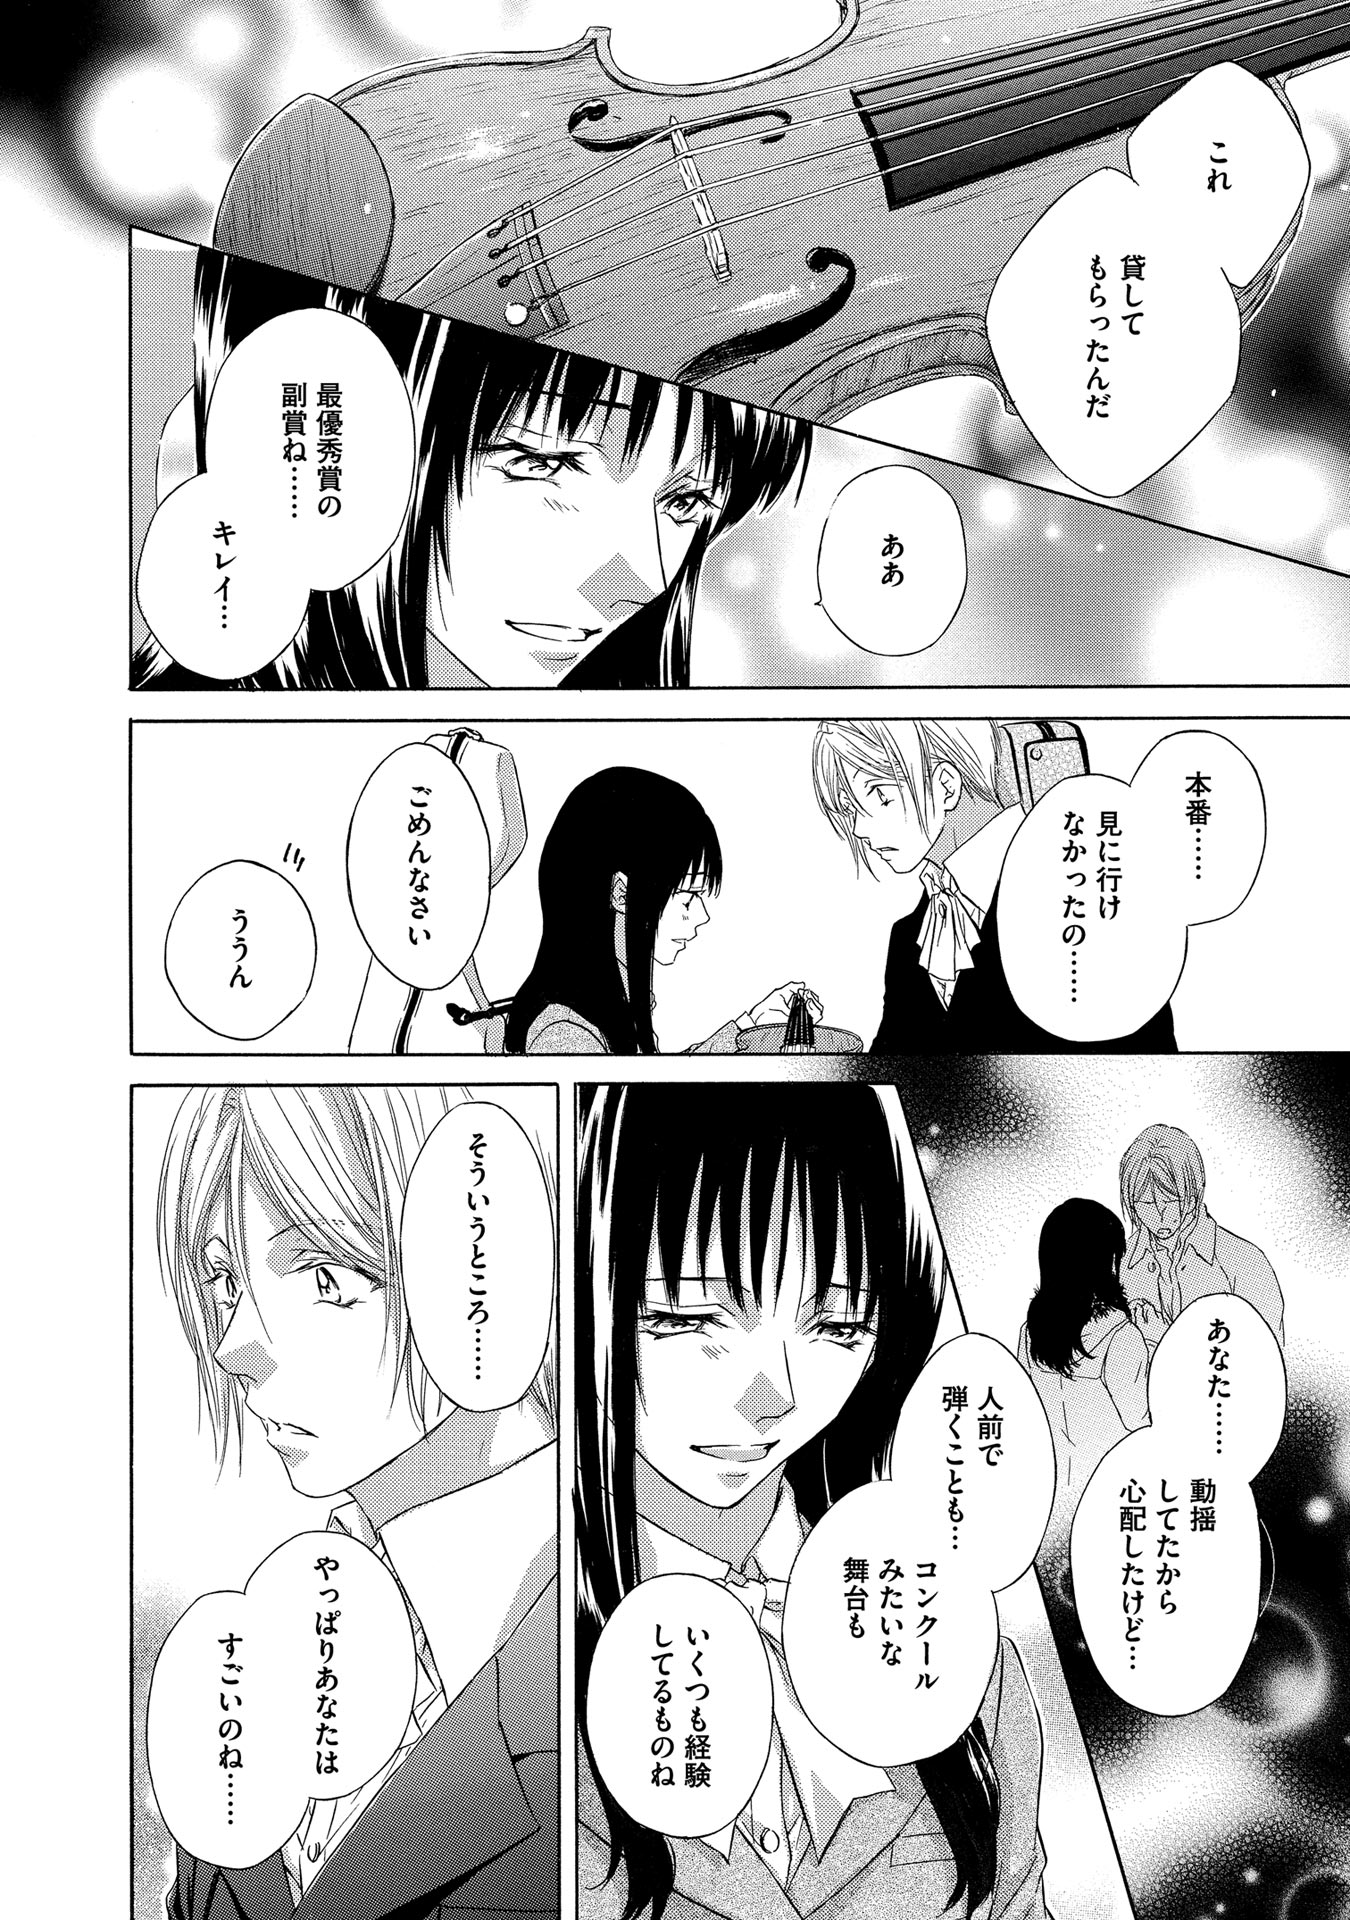 これ
貸して
もらったんだ
ああ
最優秀賞の
副賞ね……
キレイ…
本番……
見に行け
なかったの……
ごめんなさい
ううん
あなた……
動揺
してたから
心配したけど…
人前で
弾くことも…
コンクール
みたいな
舞台も
いくつも経験
してるものね
そういうところ……
やっぱりあなたは
すごいのね……